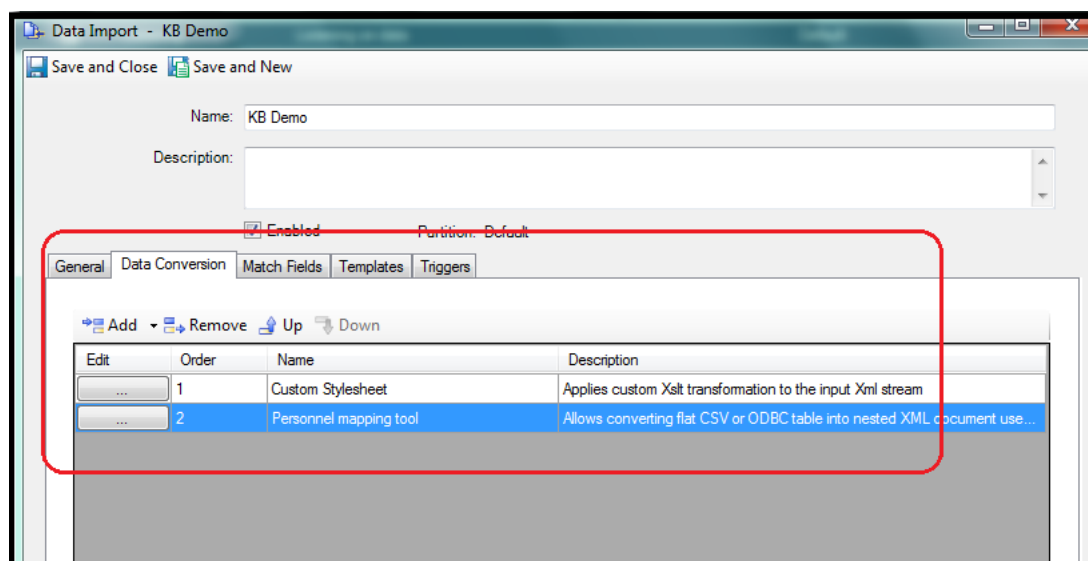 Data Import - KB Demo
Save and Close Save and New
Name: KB Demo
Description:
Enabled Partition: Default
General Data Conversion Match Fields Templates Triggers
Add Remove Up Down
Edit Order Name Description
... 1 Custom Stylesheet Applies custom Xslt transformation to the input Xml stream
... 2 Personnel mapping tool Allows converting flat CSV or ODBC table into nested XML document use...